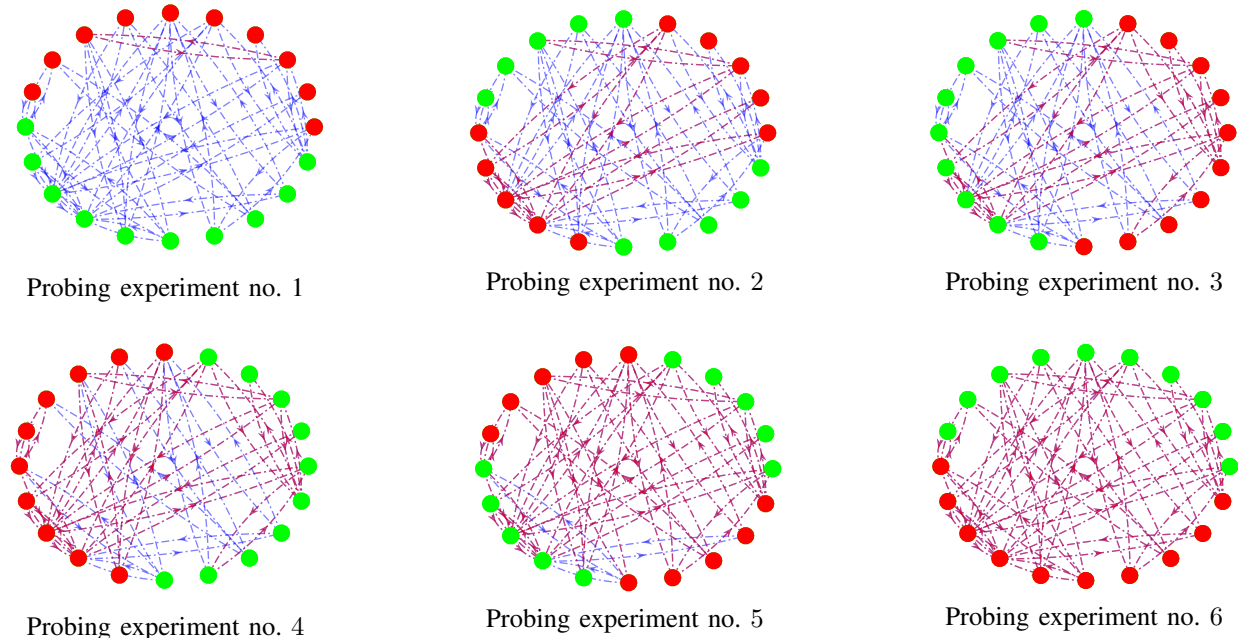 Probing experiment no. 1
Probing experiment no. 2
Probing experiment no. 3
Probing experiment no. 4
Probing experiment no. 5
Probing experiment no. 6